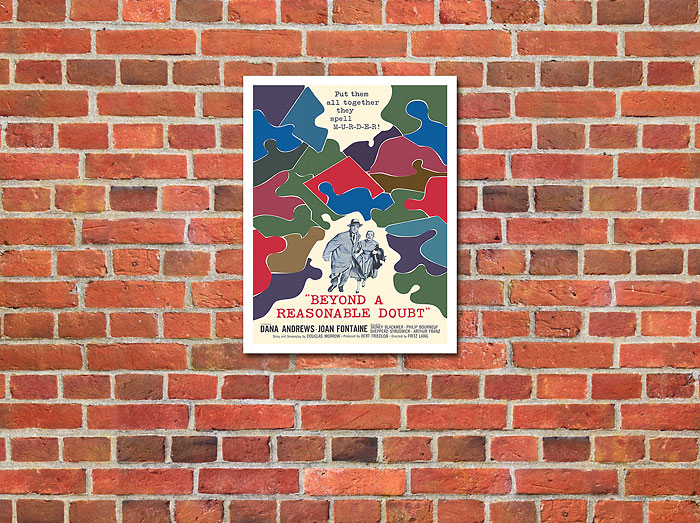 Put them
all together
they
spell
M-U-R-D-E-R!
"BEYOND A
REASONABLE DOUBT"
DANA ANDREWS · JOAN FONTAINE
SIDNEY BLACKMER · PHILIP BOURNEUF
SHEPPERD STRUDWICK · ARTHUR FRANZ
Story and Screenplay by DOUGLAS MORROW · Produced by BERT FRIEDLOB · Directed by FRITZ LANG